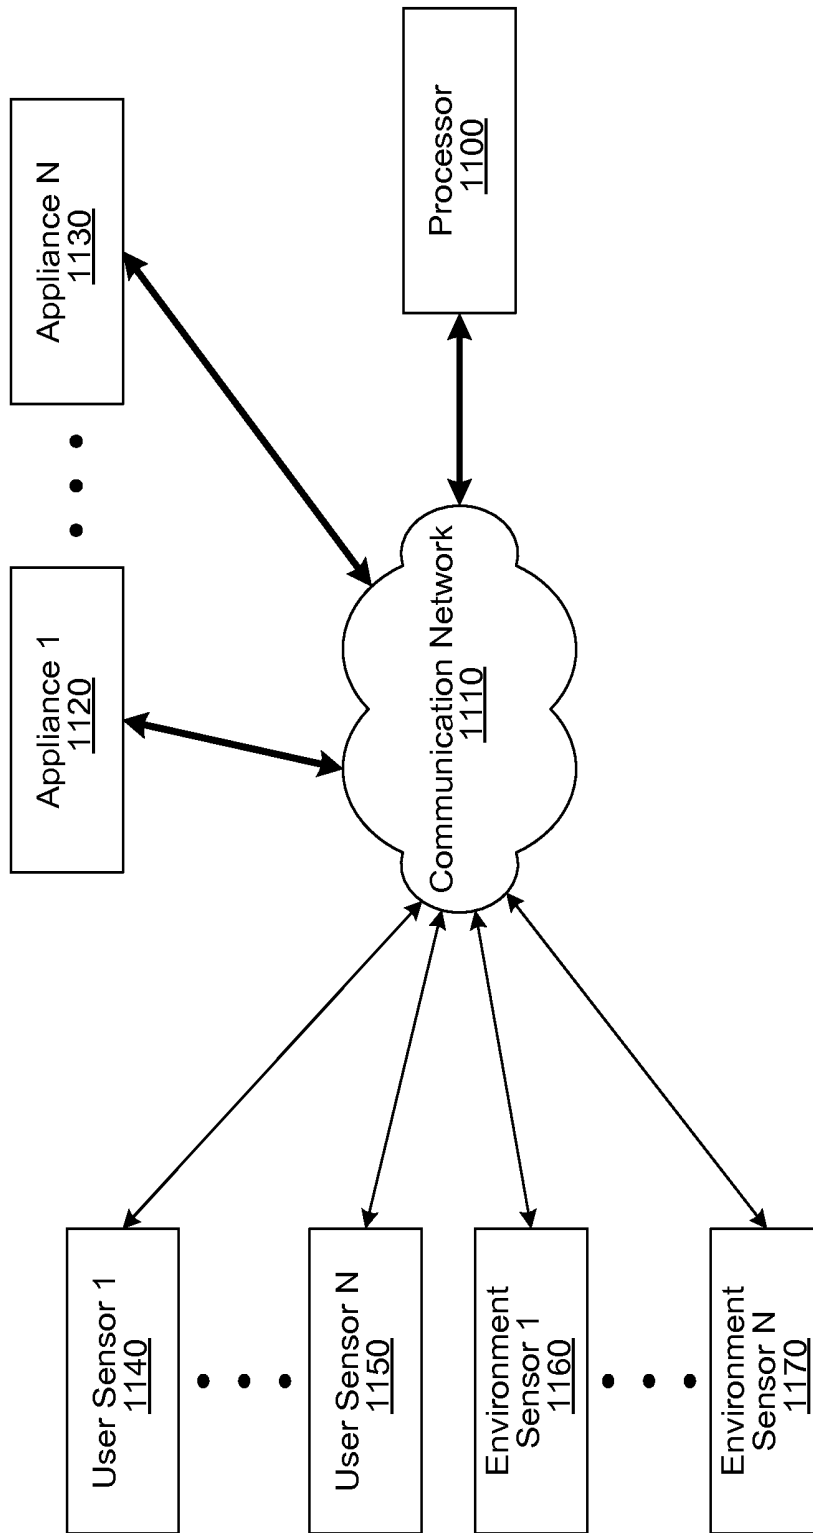 User Sensor 1
1140
User Sensor N
1150
Environment
Sensor 1
1160
Environment
Sensor N
1170
Appliance 1
1120
Appliance N
1130
Communication Network
1110
Processor
1100